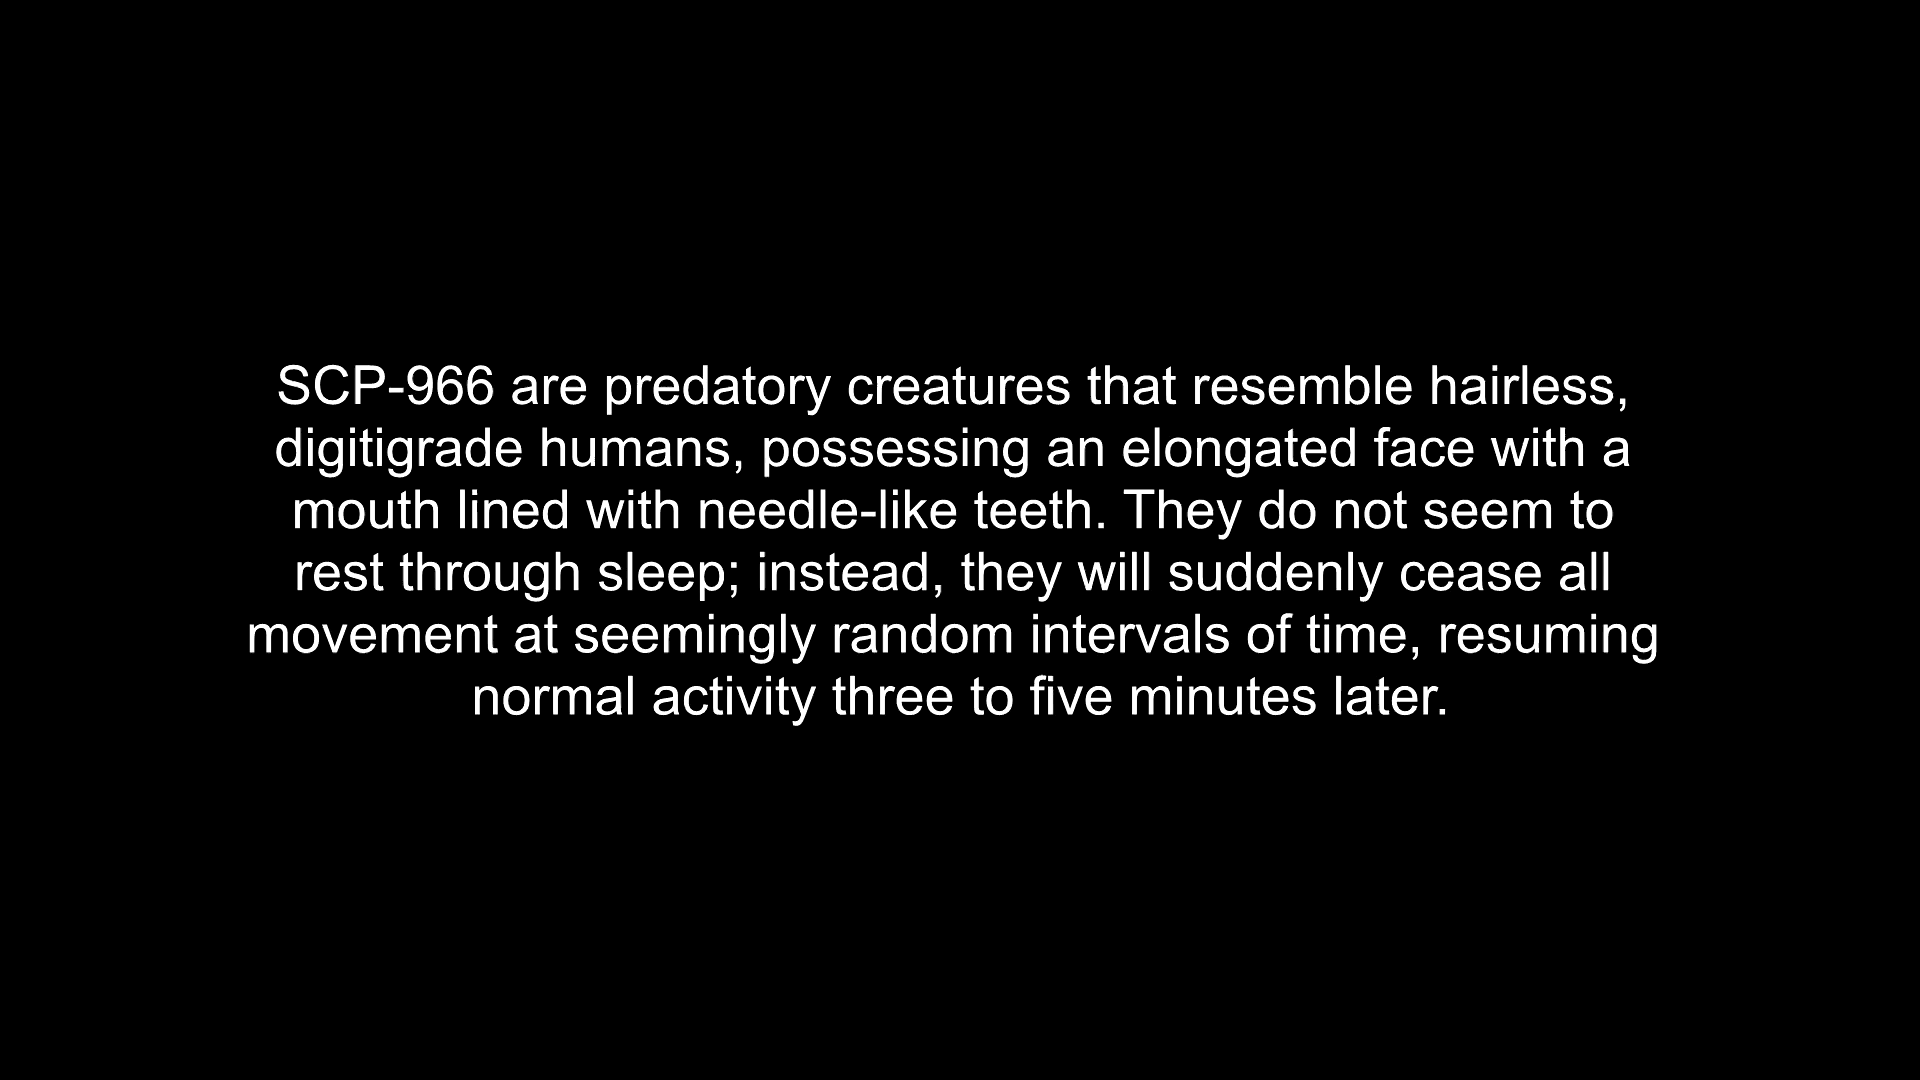 SCP-966 are predatory creatures that resemble hairless,
digitigrade humans, possessing an elongated face with a
mouth lined with needle-like teeth. They do not seem to
rest through sleep; instead, they will suddenly cease all
movement at seemingly random intervals of time, resuming
normal activity three to five minutes later.